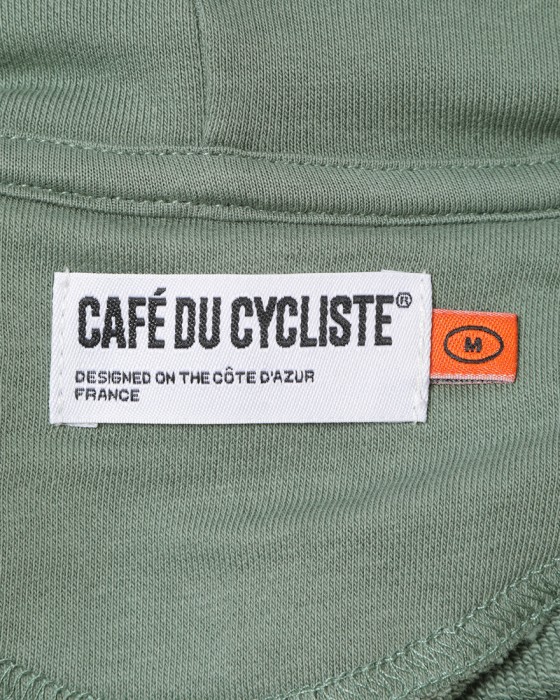 CAFÉ DU CYCLISTE®
DESIGNED ON THE CÔTE D'AZUR
FRANCE
M